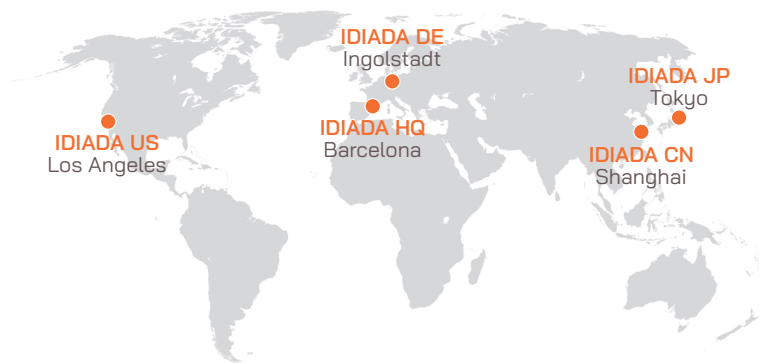 IDIADA DE
Ingolstadt
IDIADA JP
Tokyo
IDIADA HQ
Barcelona
IDIADA US
Los Angeles
IDIADA CN
Shanghai